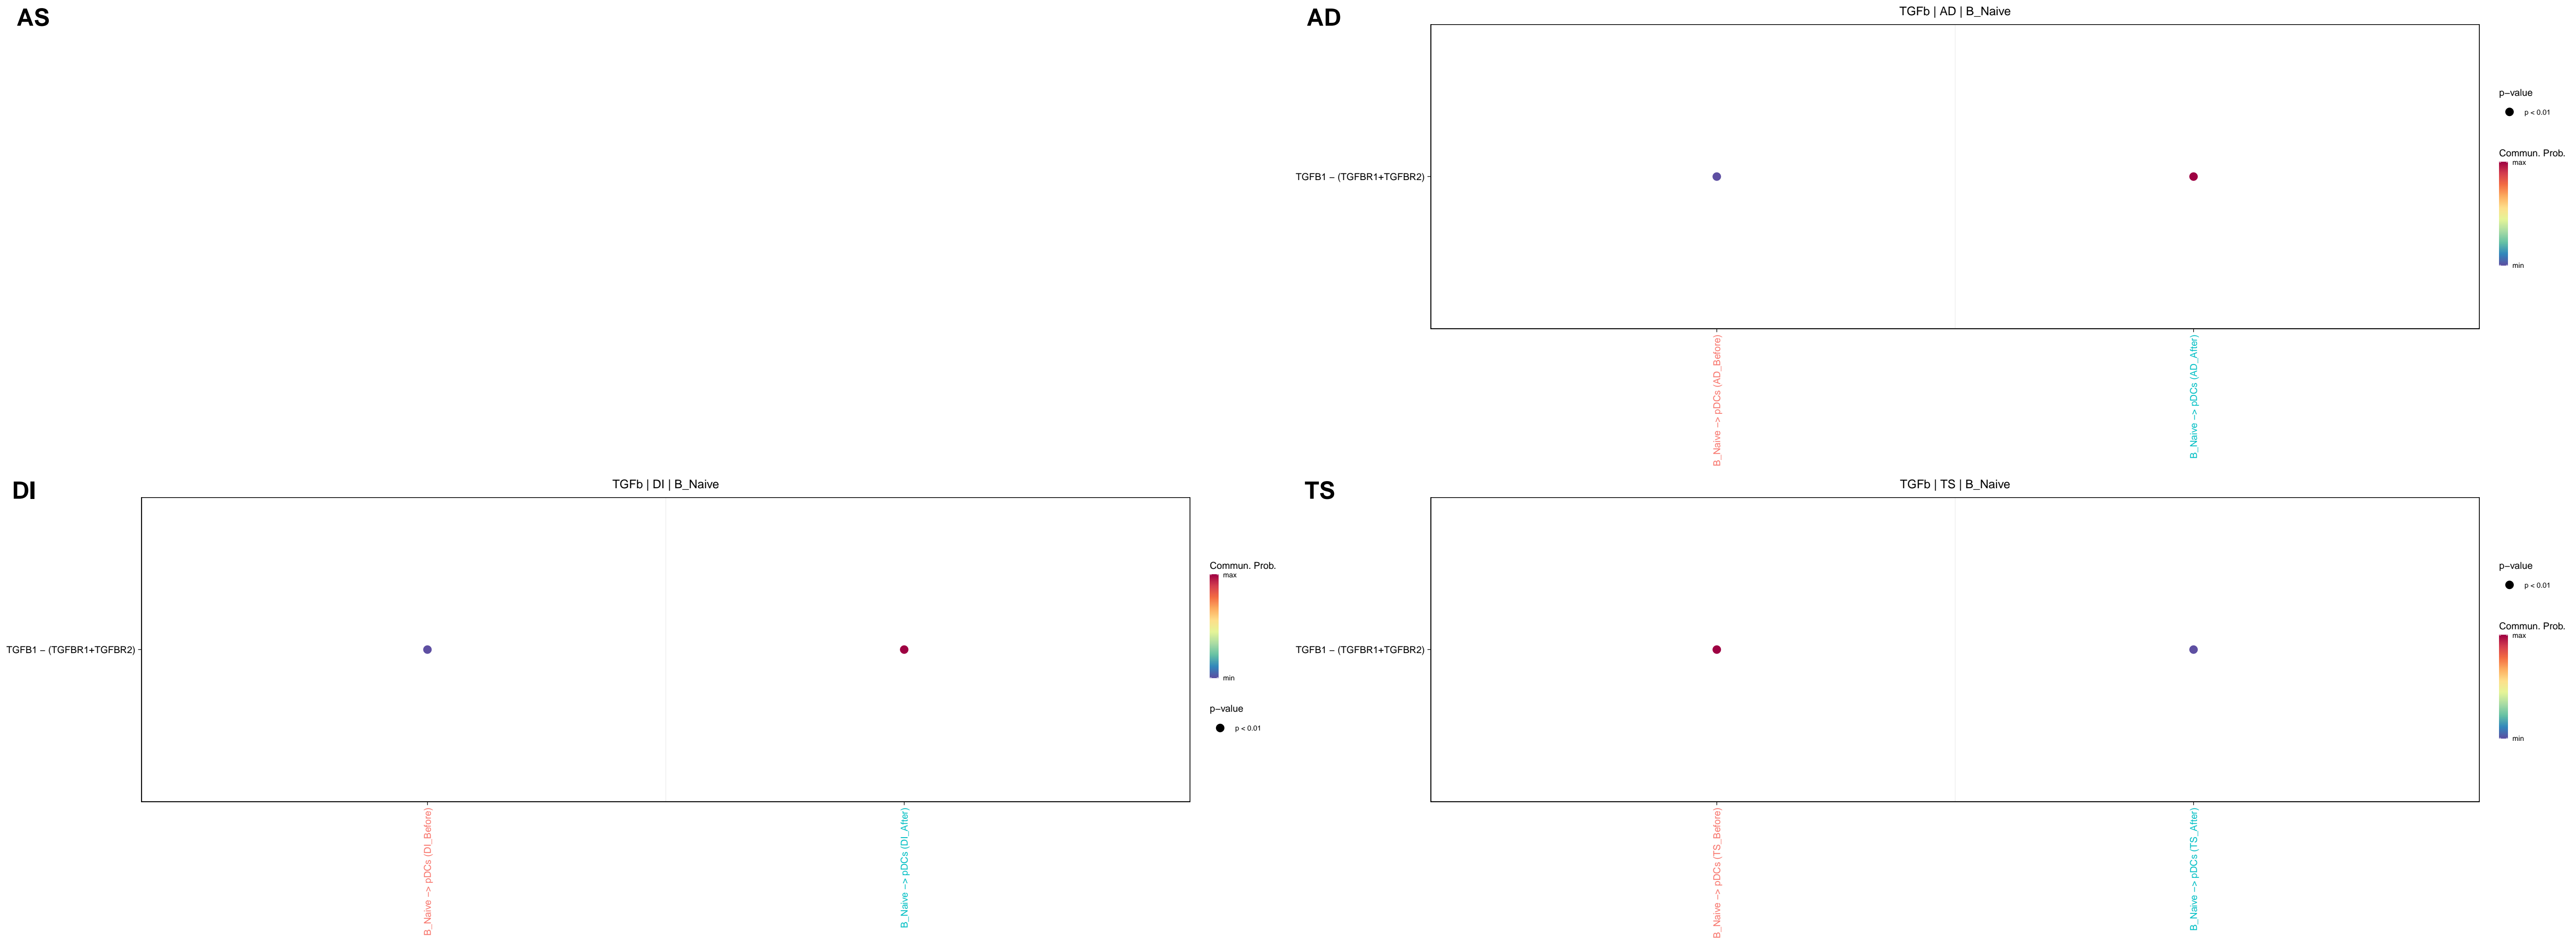 AS
AD
TGFb | AD | B_Naive
TGFB1 − (TGFBR1+TGFBR2)
B_Naive −> pDCs (AD_Before)
B_Naive −> pDCs (AD_After)
p−value
p < 0.01
Commun. Prob.
max
min
DI
TGFb | DI | B_Naive
TGFB1 − (TGFBR1+TGFBR2)
B_Naive −> pDCs (DI_Before)
B_Naive −> pDCs (DI_After)
Commun. Prob.
max
min
p−value
p < 0.01
TS
TGFb | TS | B_Naive
TGFB1 − (TGFBR1+TGFBR2)
B_Naive −> pDCs (TS_Before)
B_Naive −> pDCs (TS_After)
p−value
p < 0.01
Commun. Prob.
max
min